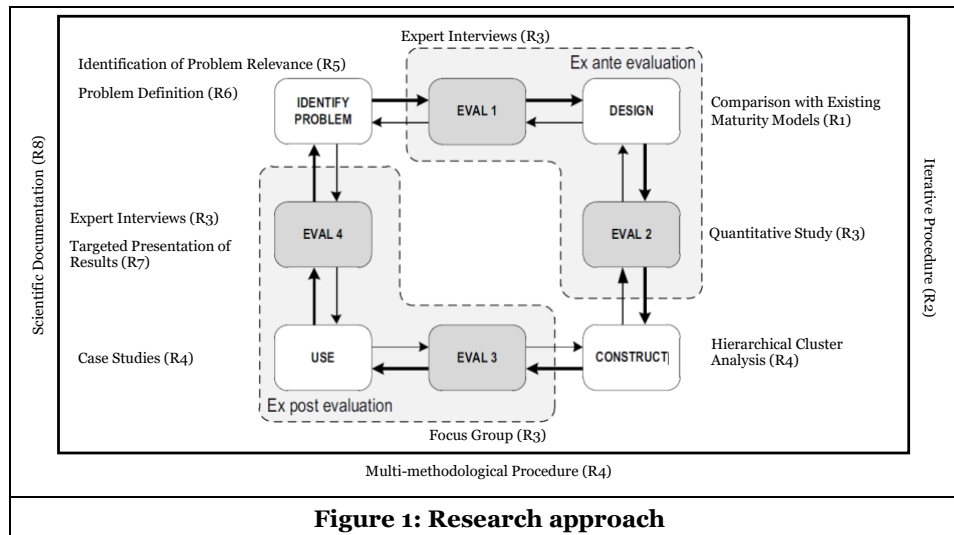 Expert Interviews (R3)
Ex ante evaluation
Identification of Problem Relevance (R5)
Problem Definition (R6)
IDENTIFY
PROBLEM
EVAL 1
DESIGN
Comparison with Existing
Maturity Models (R1)
Scientific Documentation (R8)
Iterative Procedure (R2)
Expert Interviews (R3)
Targeted Presentation of
Results (R7)
EVAL 4
EVAL 2
Quantitative Study (R3)
Case Studies (R4)
USE
EVAL 3
CONSTRUCT
Hierarchical Cluster
Analysis (R4)
Ex post evaluation
Focus Group (R3)
Multi-methodological Procedure (R4)
Figure 1: Research approach